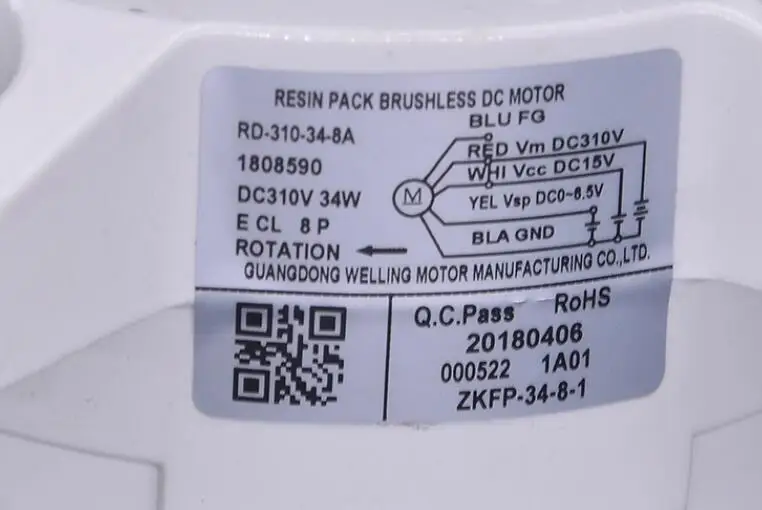 RESIN PACK BRUSHLESS DC MOTOR
RD-310-34-8A
1808590
DC310V 34W
E CL 8 P
ROTATION
BLU FG
RED Vm DC310V
WHI Vcc DC15V
M
YEL Vsp DC0~6.5V
BLA GND
GUANGDONG WELLING MOTOR MANUFACTURING CO.,LTD.
Q.C.Pass RoHS
20180406
000522 1A01
ZKFP-34-8-1